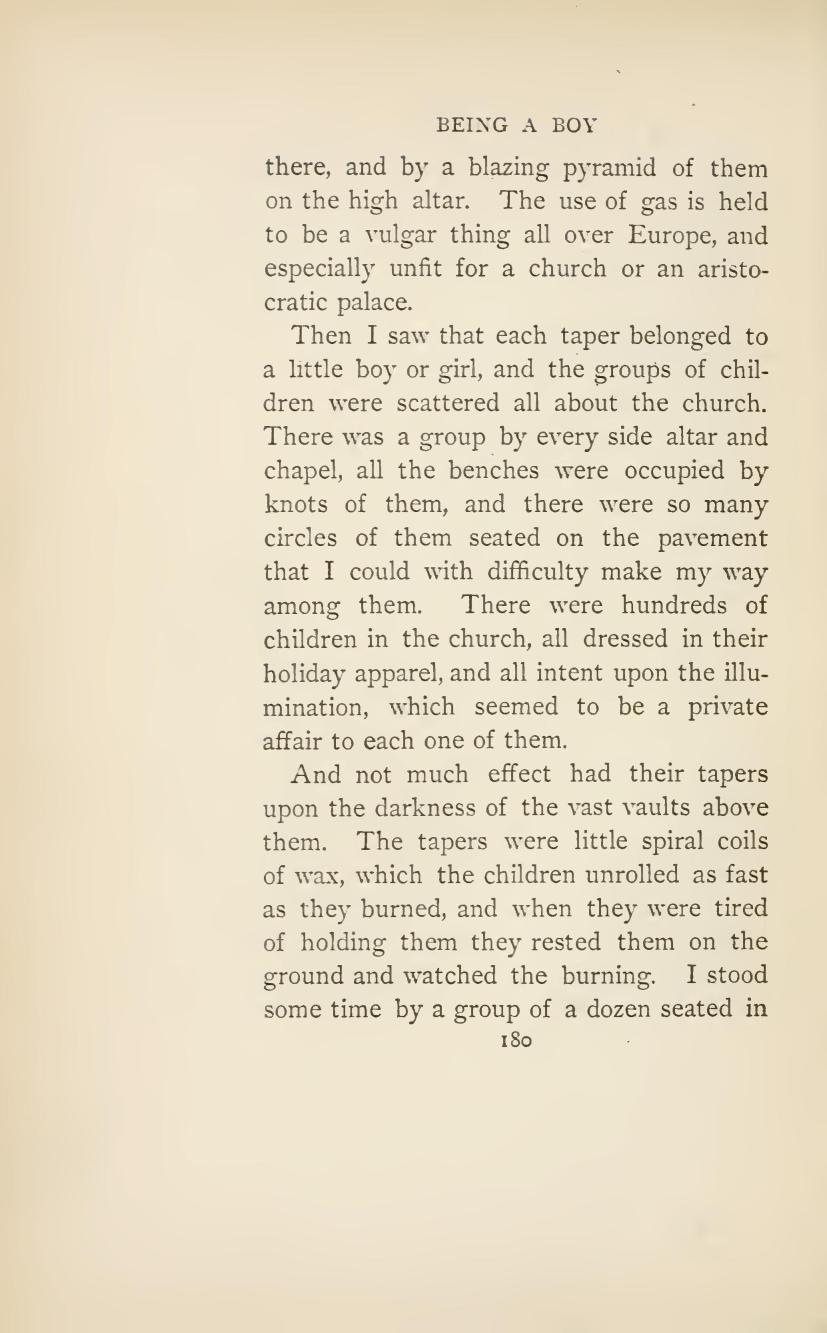 BEING A BOY
there, and by a blazing pyramid of them
on the high altar. The use of gas is held
to be a vulgar thing all over Europe, and
especially unfit for a church or an aristo-
cratic palace.
Then I saw that each taper belonged to
a little boy or girl, and the groups of chil-
dren were scattered all about the church.
There was a group by every side altar and
chapel, all the benches were occupied by
knots of them, and there were so many
circles of them seated on the pavement
that I could with difficulty make my way
among them. There were hundreds of
children in the church, all dressed in their
holiday apparel, and all intent upon the illu-
mination, which seemed to be a private
affair to each one of them.
And not much effect had their tapers
upon the darkness of the vast vaults above
them. The tapers were little spiral coils
of wax, which the children unrolled as fast
as they burned, and when they were tired
of holding them they rested them on the
ground and watched the burning. I stood
some time by a group of a dozen seated in
180